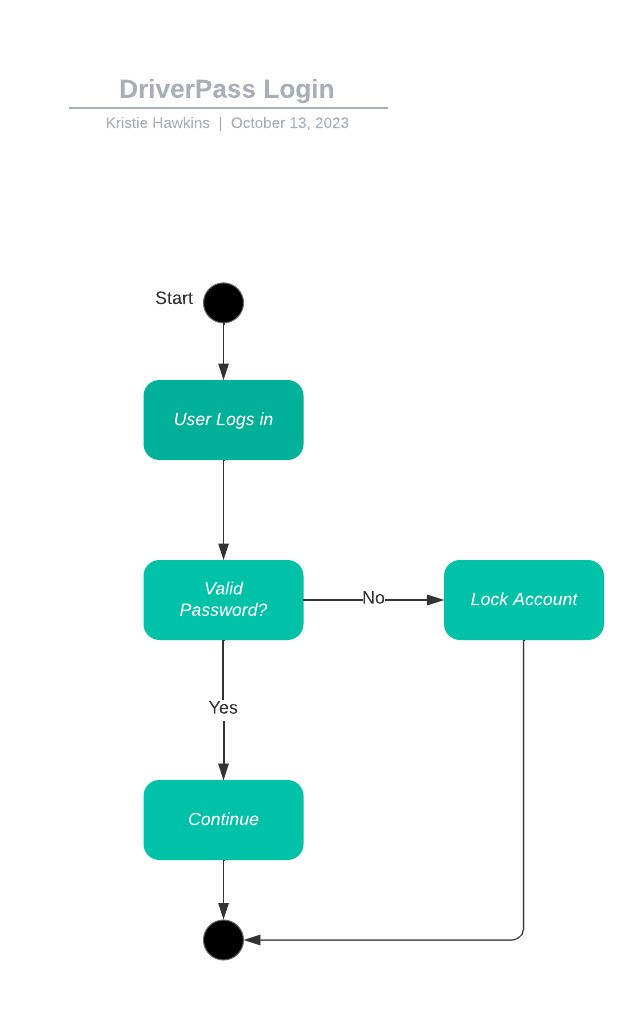 DriverPass Login
Kristie Hawkins | October 13, 2023
Start
User Logs in
Valid
Password?
No
Lock Account
Yes
Continue